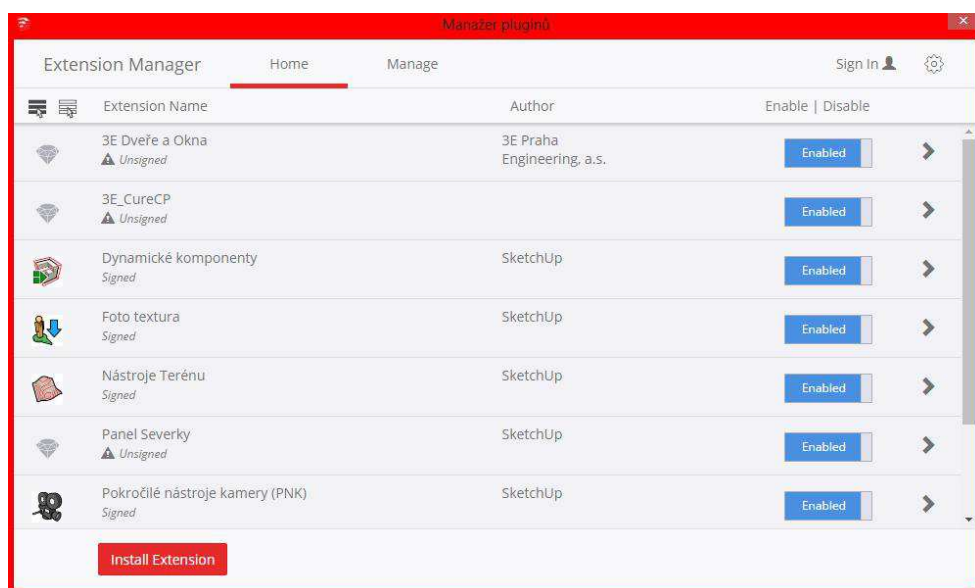 Manažer pluginů
Extension Manager Home Manage Sign In
Extension Name Author Enable | Disable
3E Dveře a Okna
Unsigned
3E Praha
Engineering, a.s.
Enabled
3E_CureCP
Unsigned
Enabled
Dynamické komponenty
Signed
SketchUp
Enabled
Foto textura
Signed
SketchUp
Enabled
Nástroje Terénu
Signed
SketchUp
Enabled
Panel Severky
Unsigned
SketchUp
Enabled
Pokročilé nástroje kamery (PNK)
Signed
SketchUp
Enabled
Install Extension